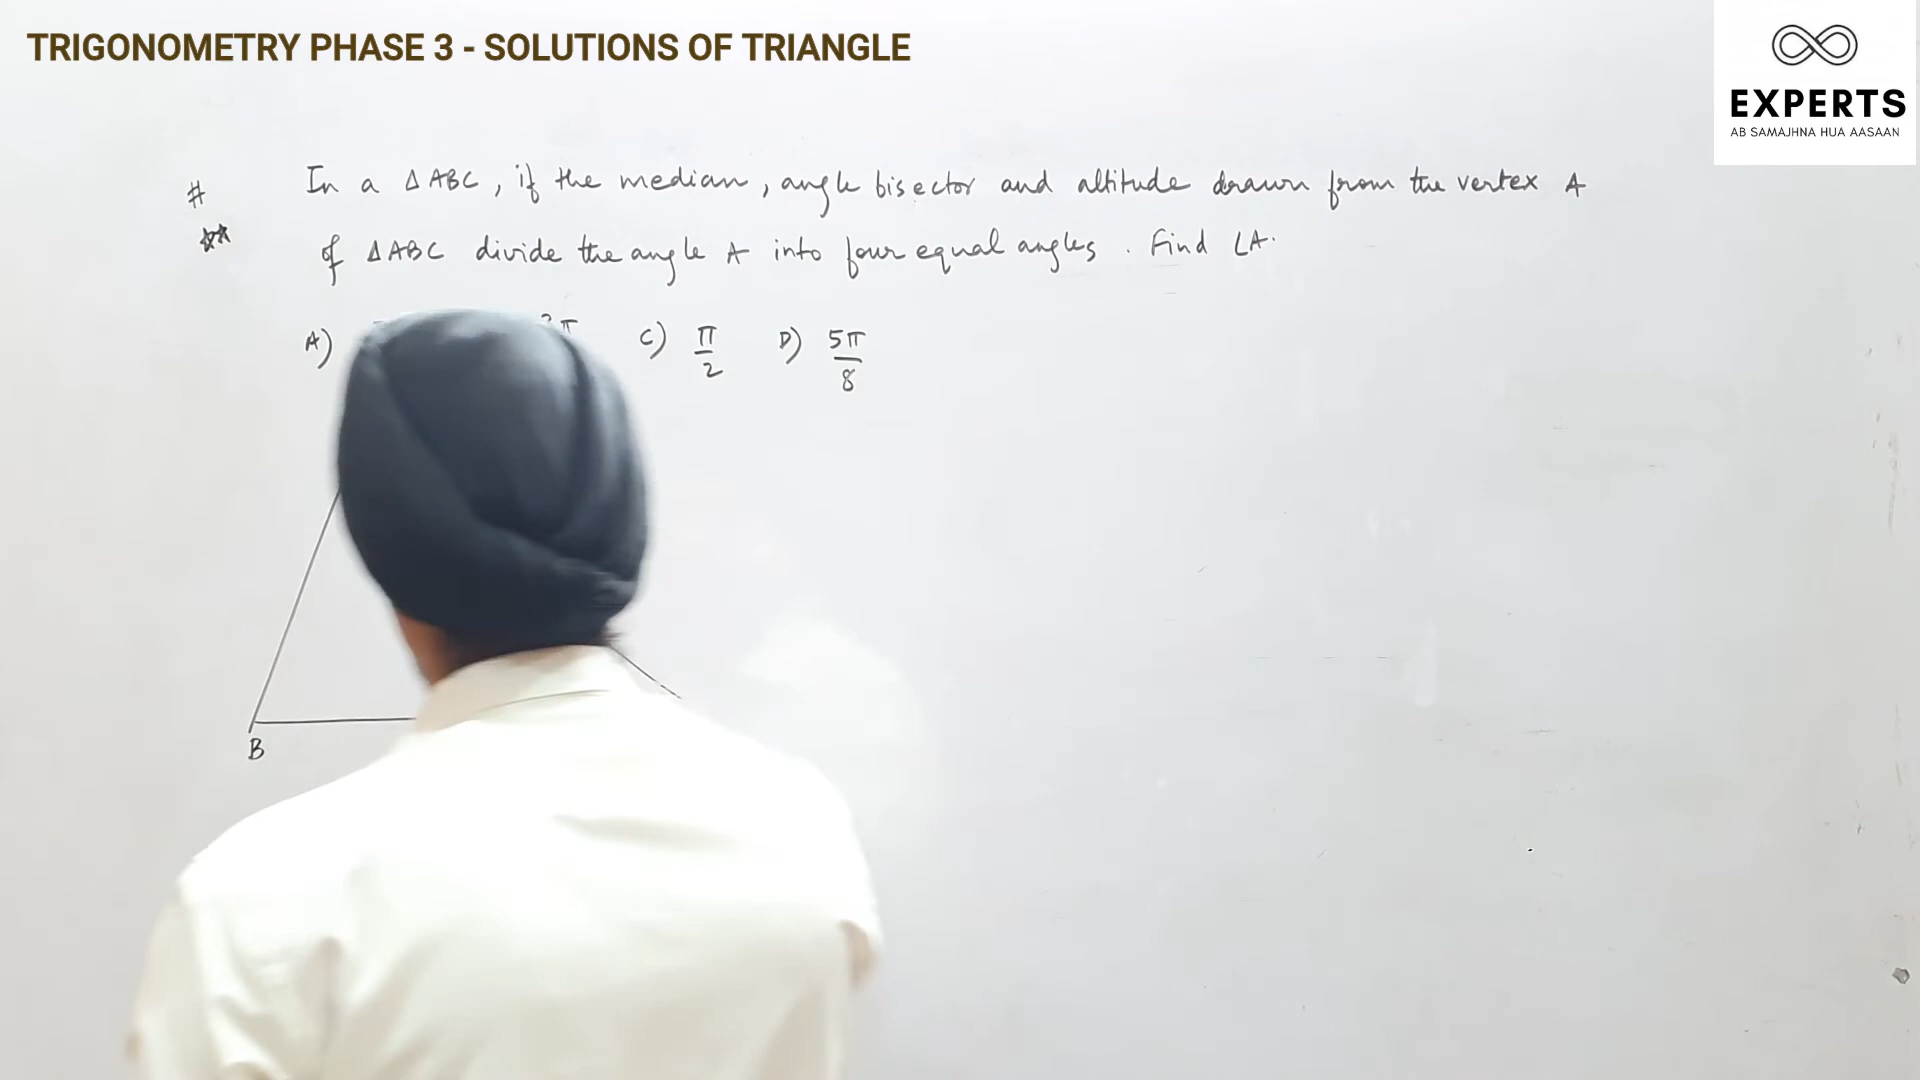 TRIGONOMETRY PHASE 3 - SOLUTIONS OF TRIANGLE
EXPERTS
AB SAMAJHNA HUA AASAAN
# In a ΔABC, if the median, angle bisector and altitude drawn from the vertex A
** of ΔABC divide the angle A into four equal angles. Find ∠A.
A) π C) π/2 D) 5π/8
B